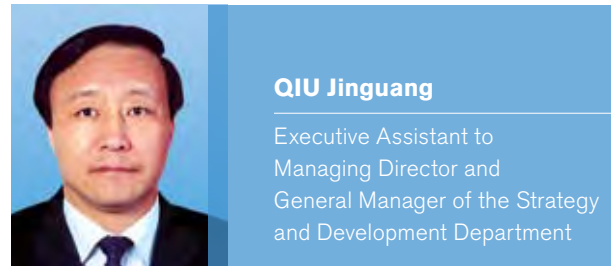 QIU Jinguang
Executive Assistant to
Managing Director and
General Manager of the Strategy
and Development Department